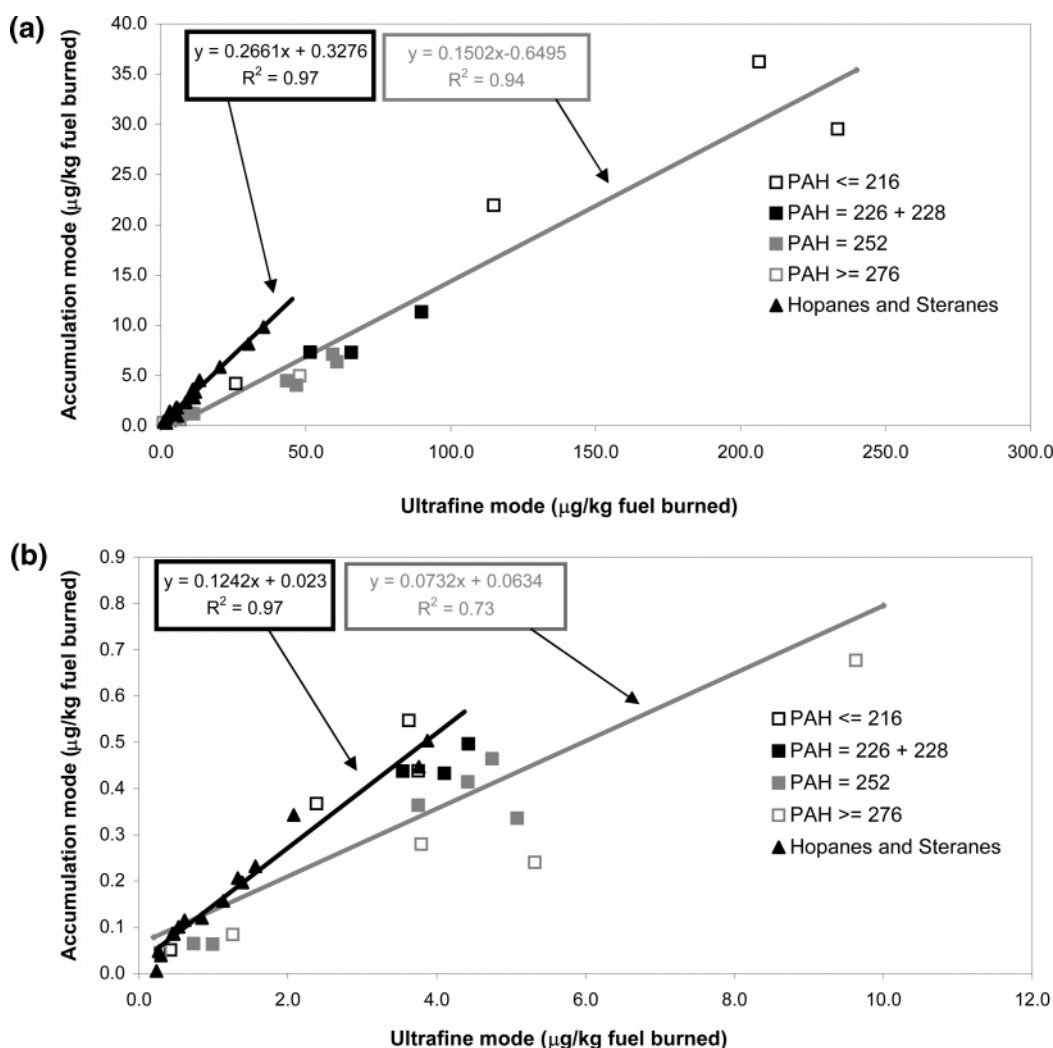 (a)
40.0
35.0
30.0
25.0
20.0
15.0
10.0
5.0
0.0
Accumulation mode (µg/kg fuel burned)
y = 0.2661x + 0.3276
R² = 0.97
y = 0.1502x-0.6495
R² = 0.94
PAH <= 216
PAH = 226 + 228
PAH = 252
PAH >= 276
Hopanes and Steranes
0.0 50.0 100.0 150.0 200.0 250.0 300.0
Ultrafine mode (µg/kg fuel burned)
(b)
0.9
0.8
0.7
0.6
0.5
0.4
0.3
0.2
0.1
0.0
Accumulation mode (µg/kg fuel burned)
y = 0.1242x + 0.023
R² = 0.97
y = 0.0732x + 0.0634
R² = 0.73
PAH <= 216
PAH = 226 + 228
PAH = 252
PAH >= 276
Hopanes and Steranes
0.0 2.0 4.0 6.0 8.0 10.0 12.0
Ultrafine mode (µg/kg fuel burned)